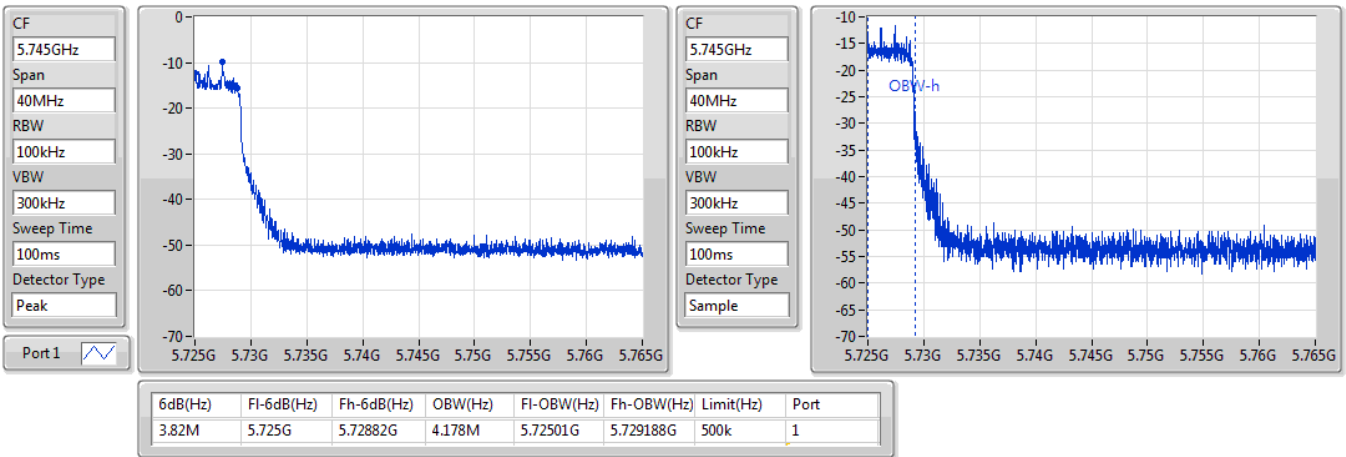 CF
5.745GHz
Span
40MHz
RBW
100kHz
VBW
300kHz
Sweep Time
100ms
Detector Type
Peak
Port 1
0
-10
-20
-30
-40
-50
-60
-70
5.725G 5.73G 5.735G 5.74G 5.745G 5.75G 5.755G 5.76G 5.765G
CF
5.745GHz
Span
40MHz
RBW
100kHz
VBW
300kHz
Sweep Time
100ms
Detector Type
Sample
-10
-15
-20
-25
-30
-35
-40
-45
-50
-55
-60
-65
-70
OBW-h
5.725G 5.73G 5.735G 5.74G 5.745G 5.75G 5.755G 5.76G 5.765G
6dB(Hz) Fl-6dB(Hz) Fh-6dB(Hz) OBW(Hz) Fl-OBW(Hz) Fh-OBW(Hz) Limit(Hz) Port
3.82M 5.725G 5.72882G 4.178M 5.72501G 5.729188G 500k 1